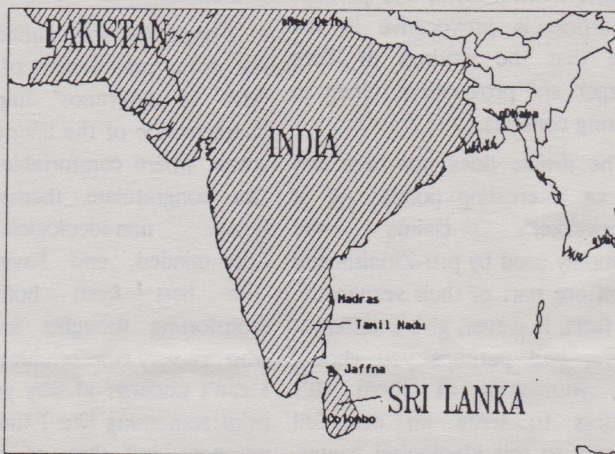 New Delhi
PAKISTAN
INDIA
Dhaka
Madras
Tamil Nadu
Jaffna
SRI LANKA
Colombo